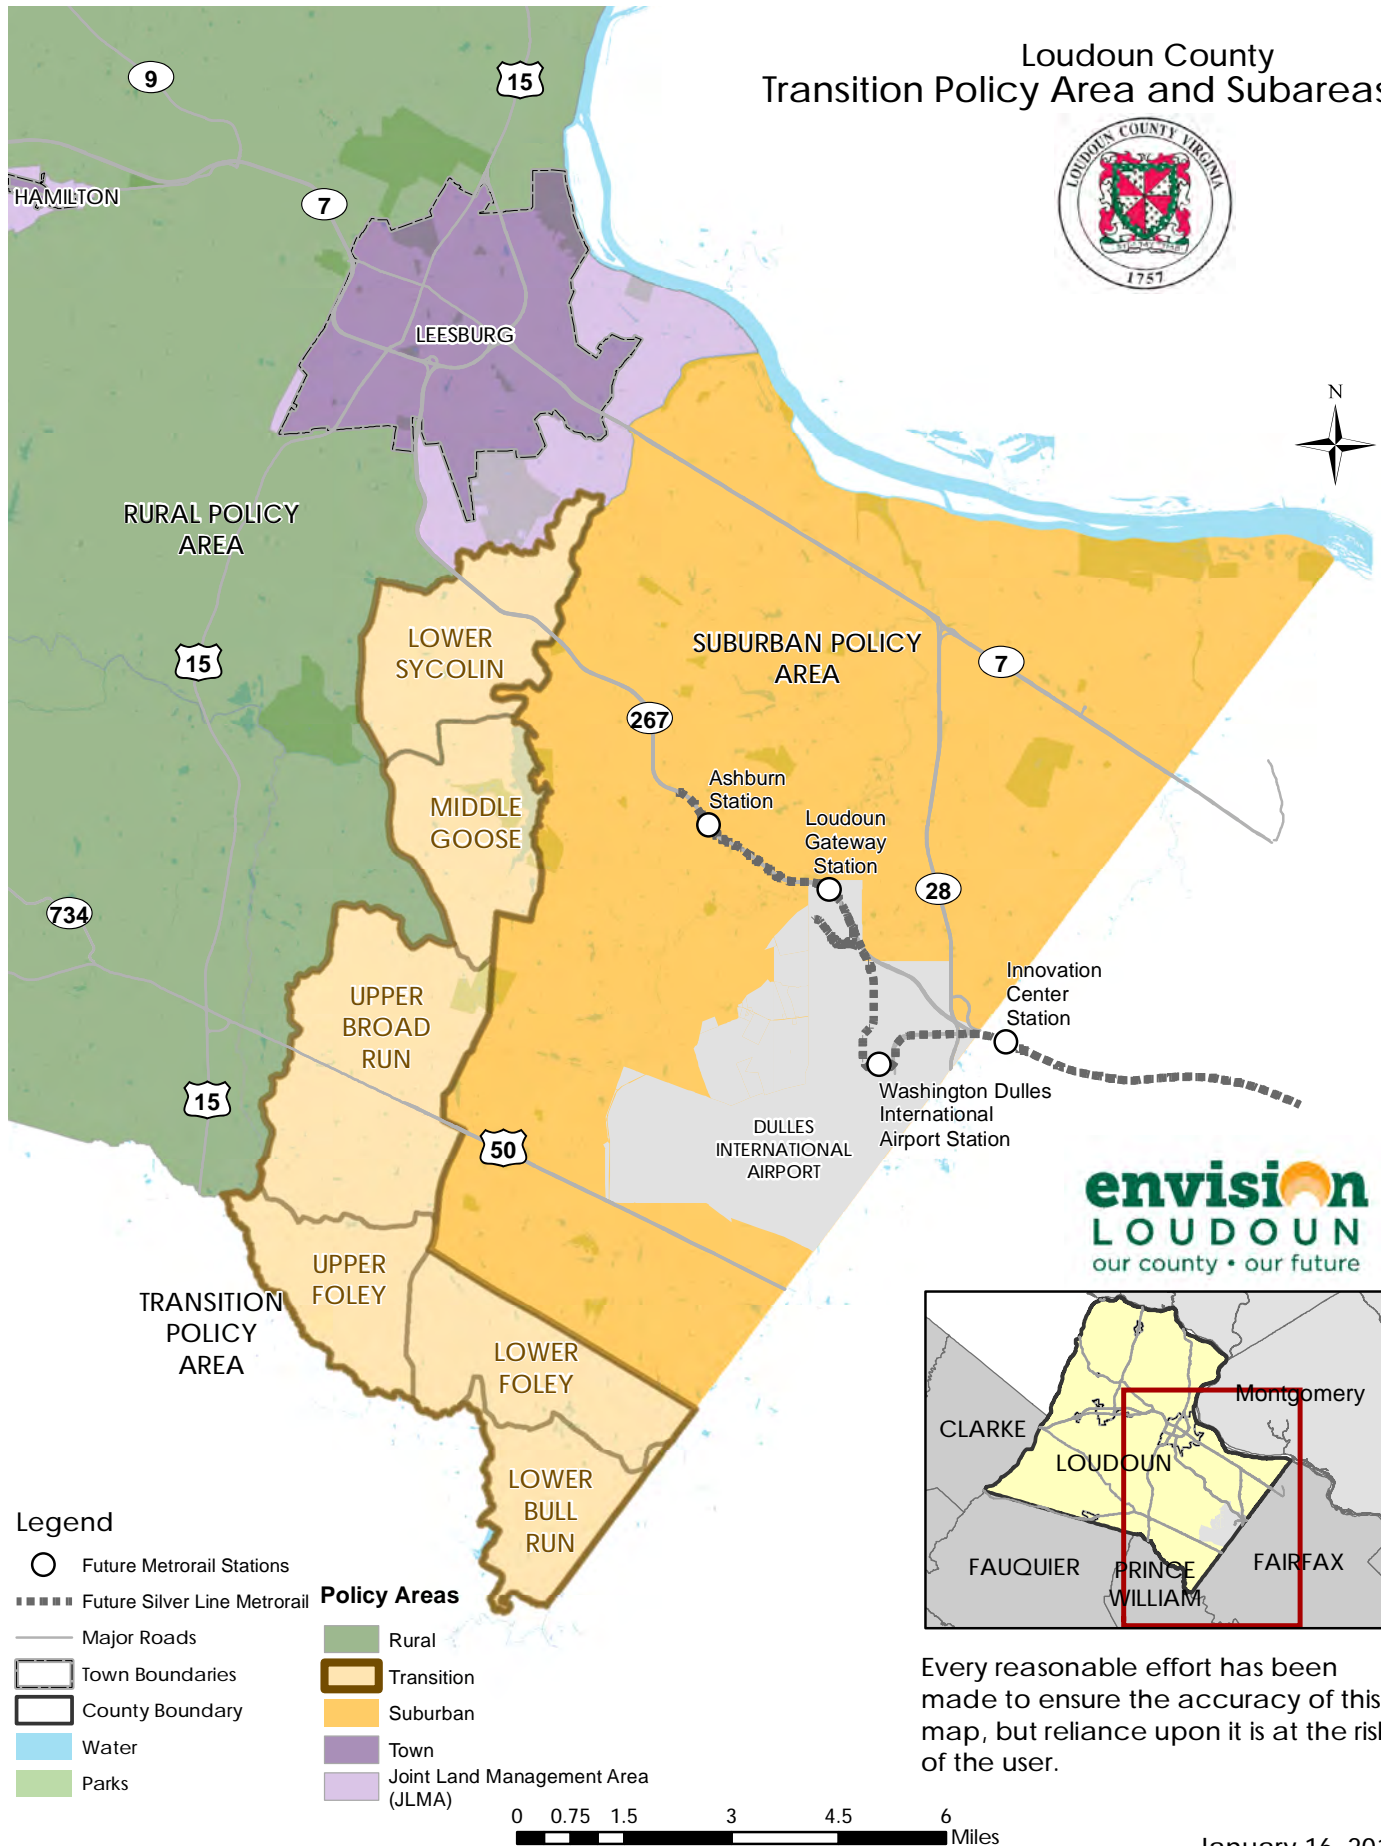 Loudoun County
Transition Policy Area and Subareas
LOUDOUN COUNTY VIRGINIA
1757
9
15
HAMILTON
7
LEESBURG
N
RURAL POLICY
AREA
15
LOWER
SYCOLIN
SUBURBAN POLICY
AREA
7
267
MIDDLE
GOOSE
Ashburn
Station
Loudoun
Gateway
Station
28
734
UPPER
BROAD
RUN
Innovation
Center
Station
15
Washington Dulles
International
Airport Station
DULLES
INTERNATIONAL
AIRPORT
50
envision
LOUDOUN
our county • our future
UPPER
FOLEY
TRANSITION
POLICY
AREA
LOWER
FOLEY
LOWER
BULL
RUN
Montgomery
CLARKE
LOUDOUN
FAUQUIER
PRINCE
WILLIAM
FAIRFAX
Legend
Future Metrorail Stations
Future Silver Line Metrorail
Major Roads
Town Boundaries
County Boundary
Water
Parks
Policy Areas
Rural
Transition
Suburban
Town
Joint Land Management Area
(JLMA)
Every reasonable effort has been
made to ensure the accuracy of this
map, but reliance upon it is at the risk
of the user.
0 0.75 1.5 3 4.5 6
Miles
January 16, 20